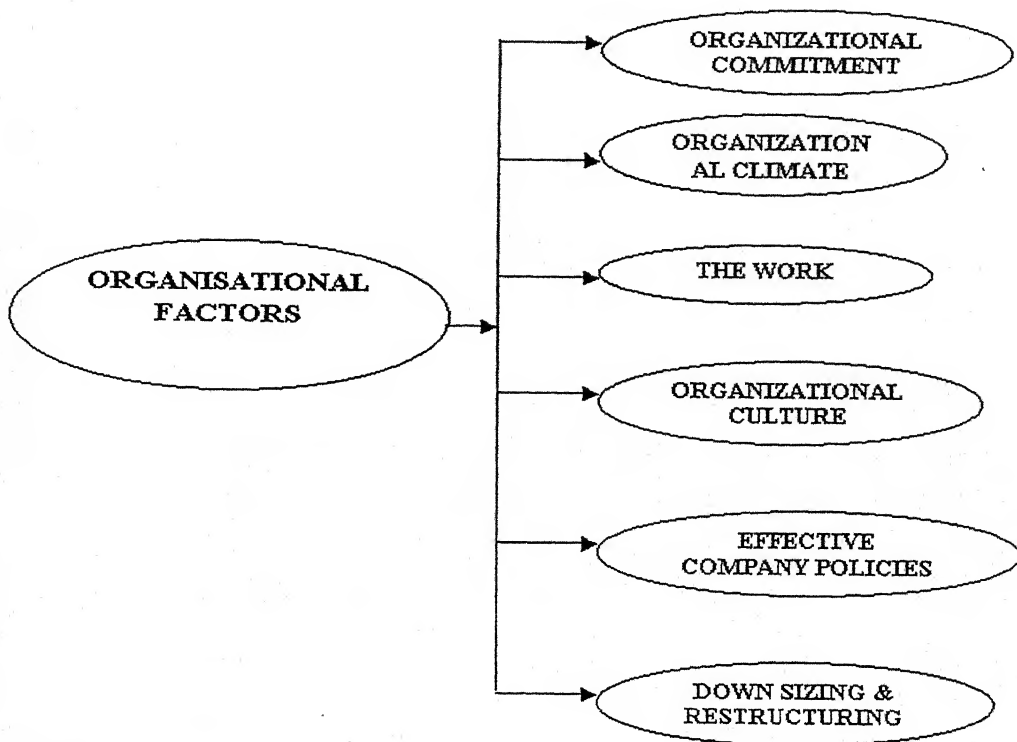 ORGANISATIONAL
FACTORS
ORGANIZATIONAL
COMMITMENT
ORGANIZATION
AL CLIMATE
THE WORK
ORGANIZATIONAL
CULTURE
EFFECTIVE
COMPANY POLICIES
DOWN SIZING &
RESTRUCTURING